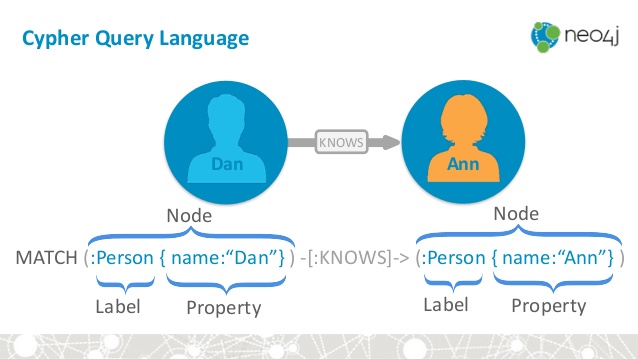 Cypher Query Language
neo4j
KNOWS
Dan
Ann
Node
Node
MATCH (:Person { name:“Dan”} ) -[:KNOWS]-> (:Person { name:“Ann”} )
Label
Property
Label
Property